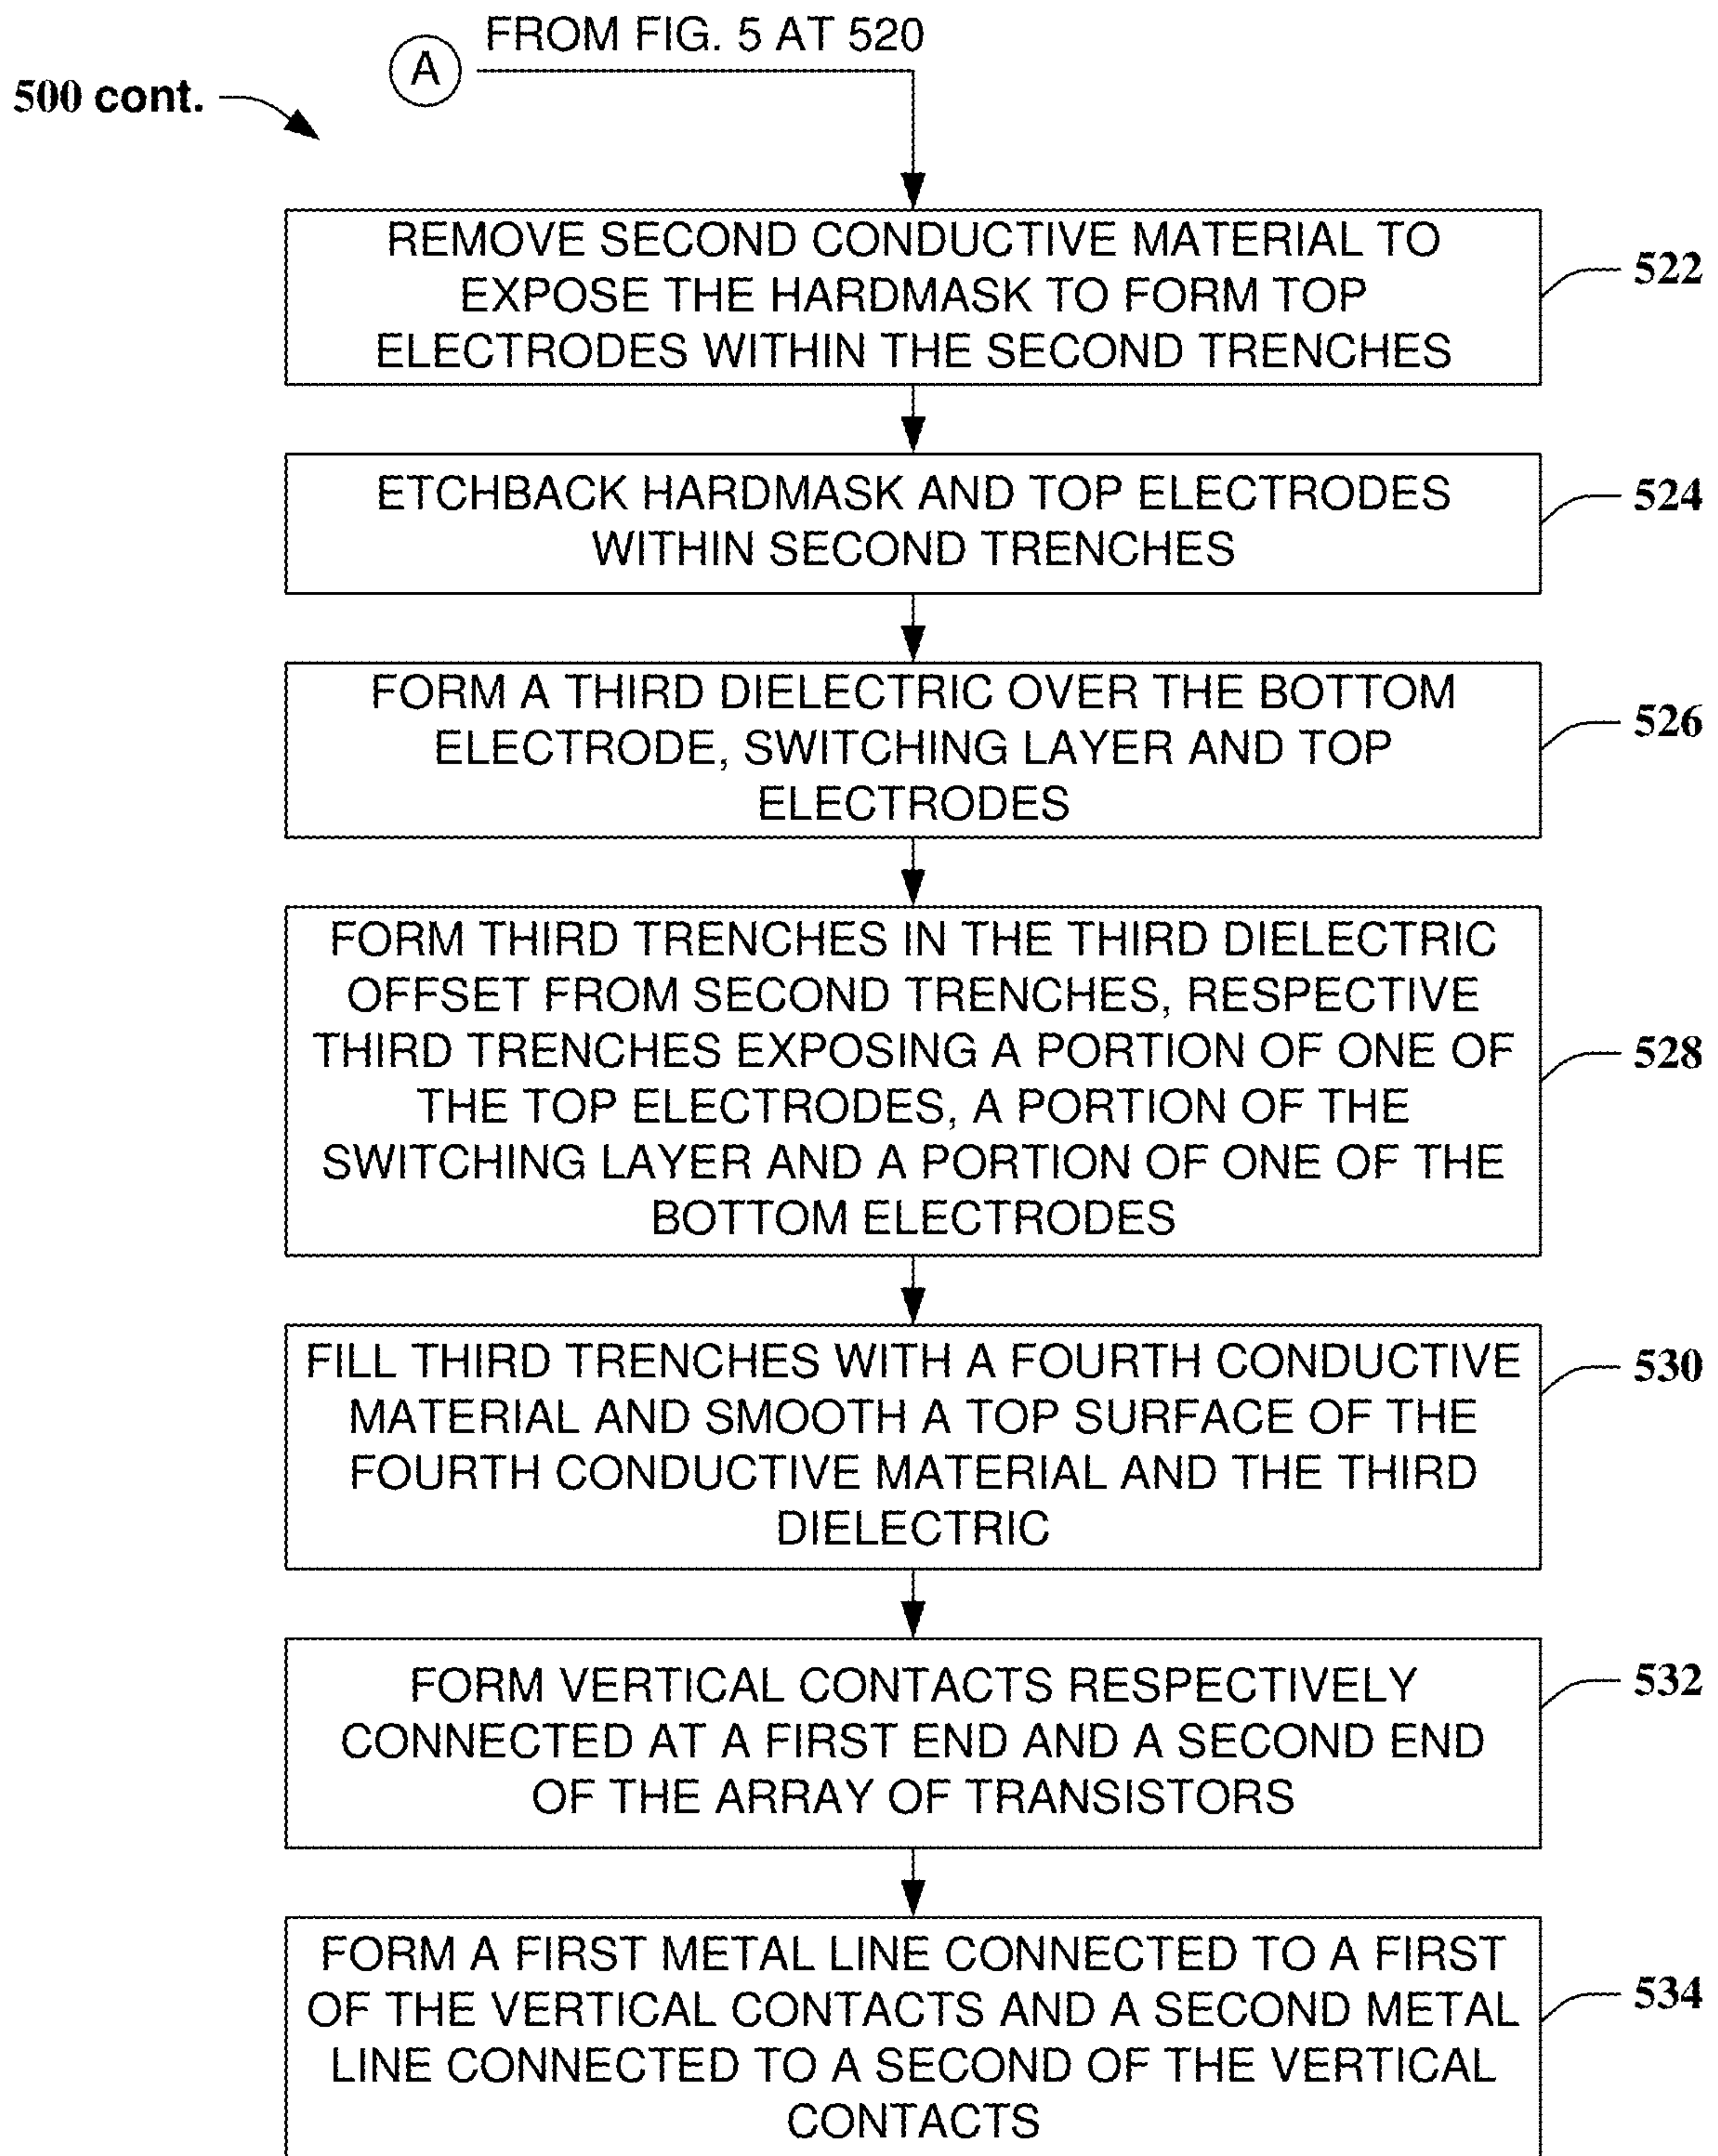 FROM FIG. 5 AT 520
A
500 cont.
REMOVE SECOND CONDUCTIVE MATERIAL TO
EXPOSE THE HARDMASK TO FORM TOP
ELECTRODES WITHIN THE SECOND TRENCHES
522
ETCHBACK HARDMASK AND TOP ELECTRODES
WITHIN SECOND TRENCHES
524
FORM A THIRD DIELECTRIC OVER THE BOTTOM
ELECTRODE, SWITCHING LAYER AND TOP
ELECTRODES
526
FORM THIRD TRENCHES IN THE THIRD DIELECTRIC
OFFSET FROM SECOND TRENCHES, RESPECTIVE
THIRD TRENCHES EXPOSING A PORTION OF ONE OF
THE TOP ELECTRODES, A PORTION OF THE
SWITCHING LAYER AND A PORTION OF ONE OF THE
BOTTOM ELECTRODES
528
FILL THIRD TRENCHES WITH A FOURTH CONDUCTIVE
MATERIAL AND SMOOTH A TOP SURFACE OF THE
FOURTH CONDUCTIVE MATERIAL AND THE THIRD
DIELECTRIC
530
FORM VERTICAL CONTACTS RESPECTIVELY
CONNECTED AT A FIRST END AND A SECOND END
OF THE ARRAY OF TRANSISTORS
532
FORM A FIRST METAL LINE CONNECTED TO A FIRST
OF THE VERTICAL CONTACTS AND A SECOND METAL
LINE CONNECTED TO A SECOND OF THE VERTICAL
CONTACTS
534